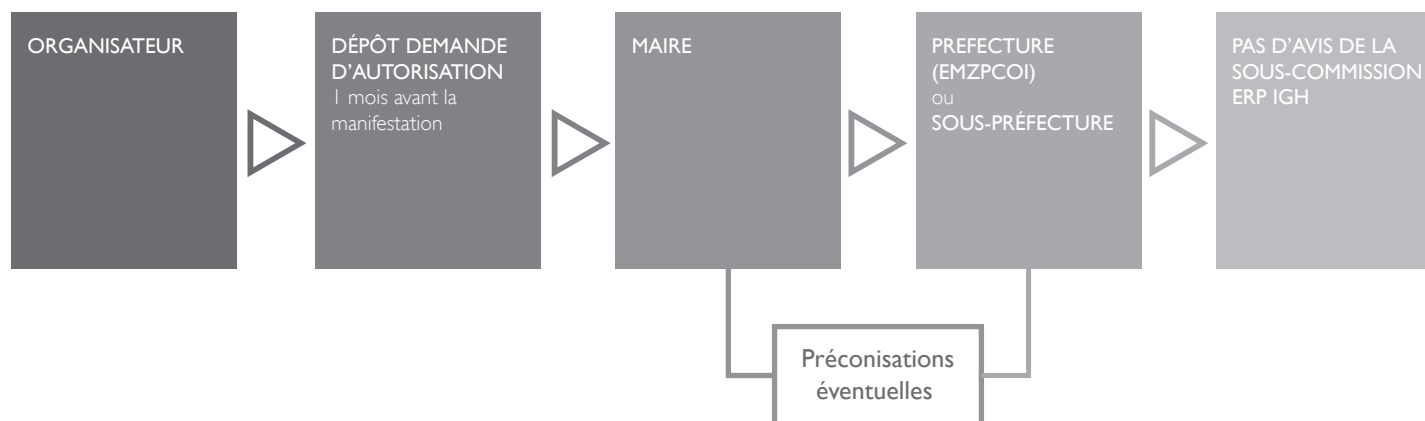 ORGANISATEUR
DÉPÔT DEMANDE
D'AUTORISATION
1 mois avant la
manifestation
MAIRE
PREFECTURE
(EMZPCOI)
ou
SOUS-PRÉFECTURE
PAS D'AVIS DE LA
SOUS-COMMISSION
ERP IGH
Préconisations
éventuelles